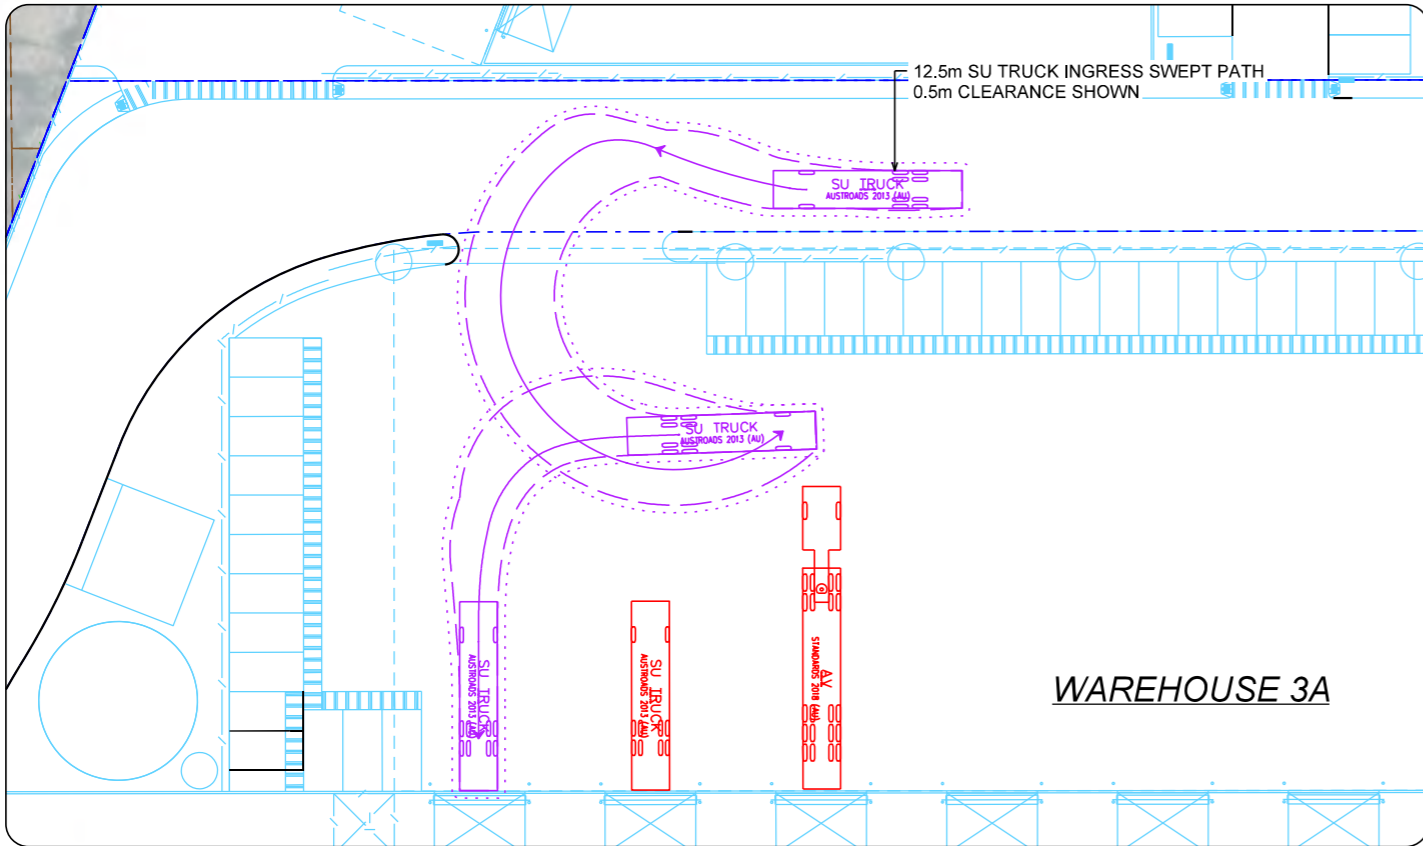 12.5m SU TRUCK INGRESS SWEPT PATH
0.5m CLEARANCE SHOWN
SU TRUCK
AUSTROADS 2013 (AU)
SU TRUCK
AUSTROADS 2013 (AU)
SU TRUCK
AUSTROADS 2013 (AU)
SU TRUCK
AUSTROADS 2013 (AU)
AV
STANDARDS 2018 (AU)
WAREHOUSE 3A